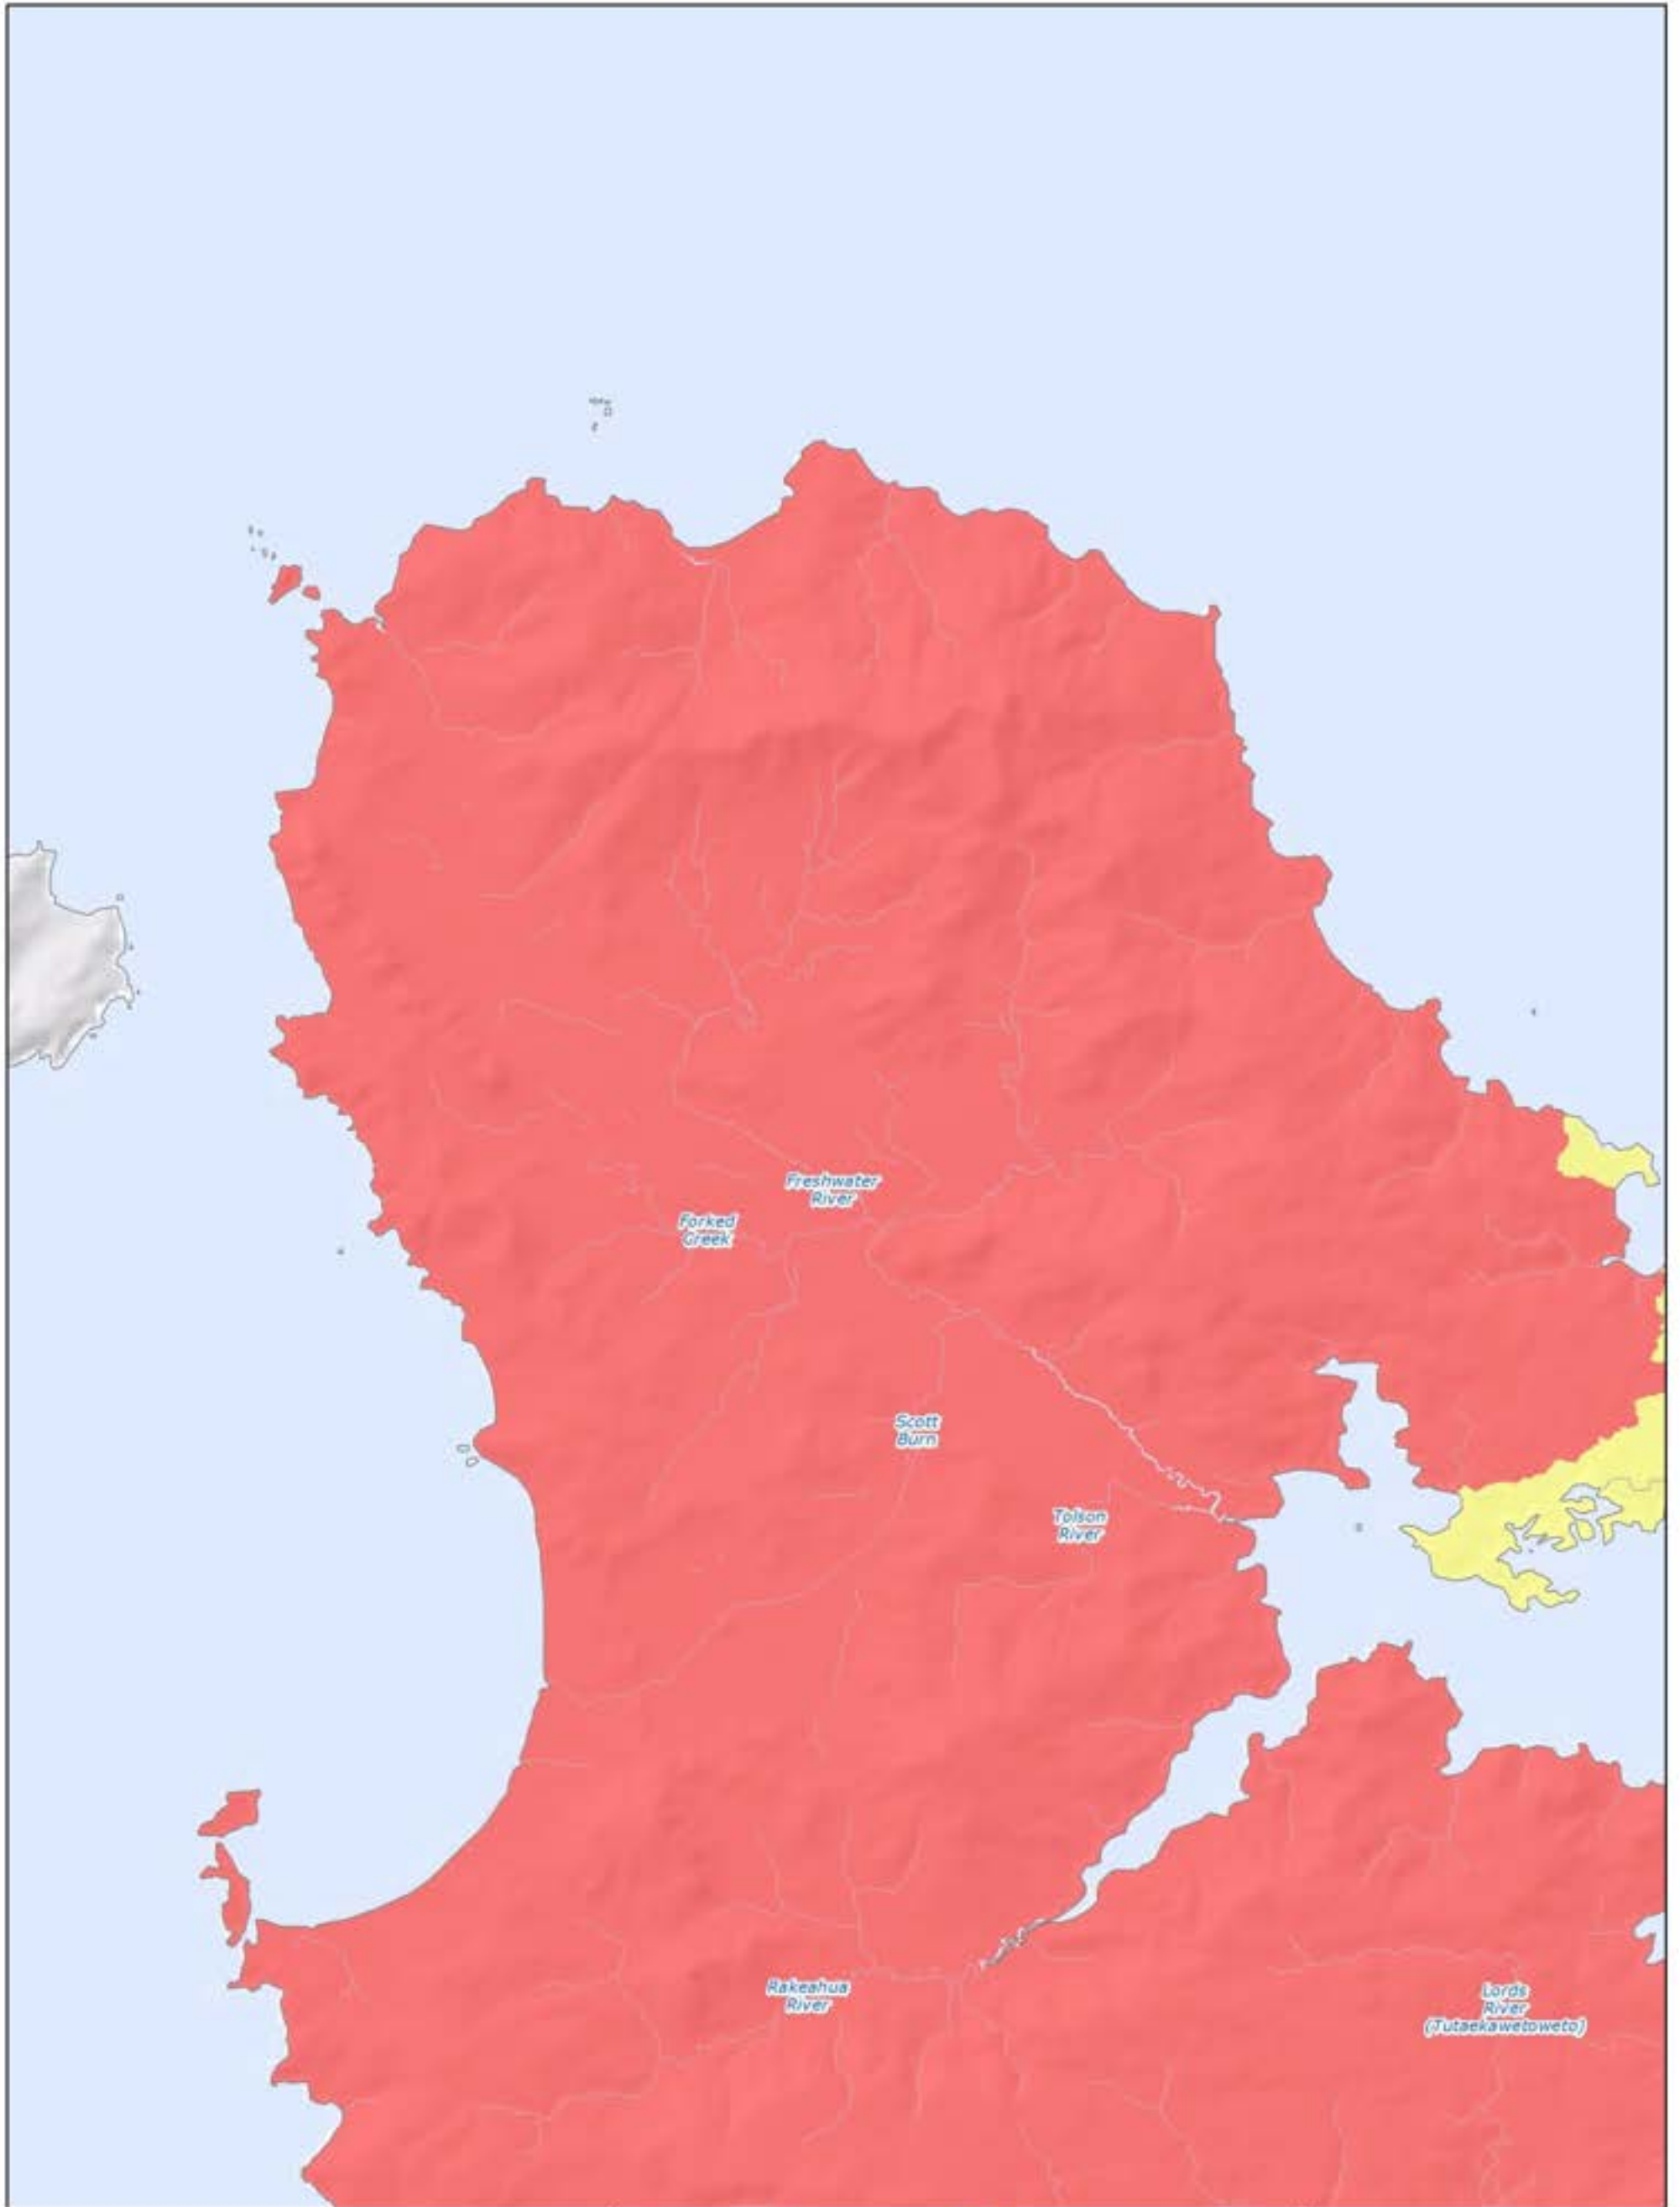 Freshwater
River
Forked
Creek
Scott
Burn
Tolson
River
Rakeahua
River
Lords
River
(Tutaekawetoweto)